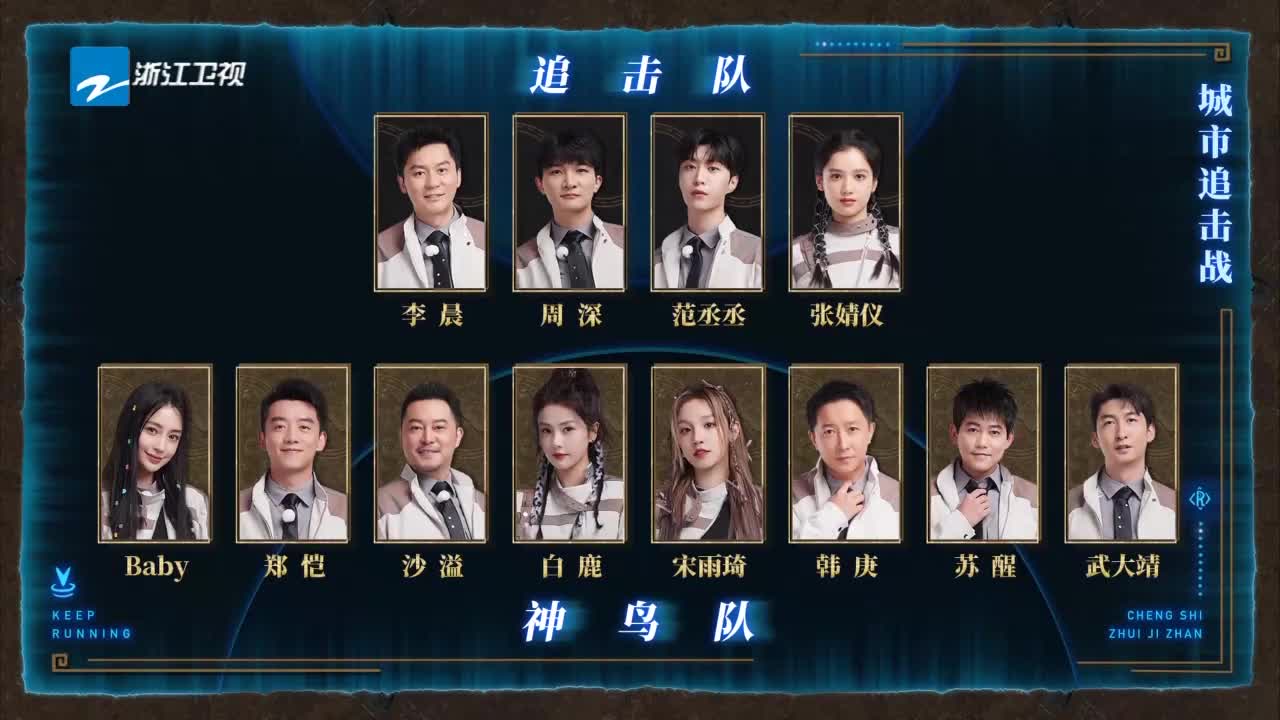 浙江卫视
追击队
城市追击战
李晨
周深
范丞丞
张婧仪
Baby
郑恺
沙溢
白鹿
宋雨琦
韩庚
苏醒
武大靖
神鸟队
KEEP
RUNNING
CHENG SHI
ZHUI JI ZHAN